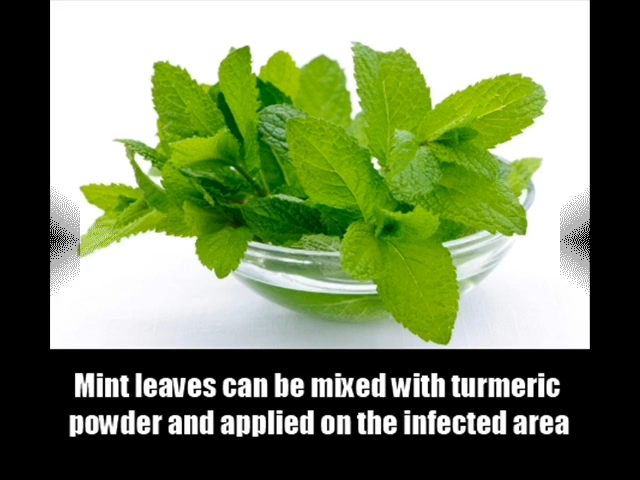 Mint leaves can be mixed with turmeric
powder and applied on the infected area